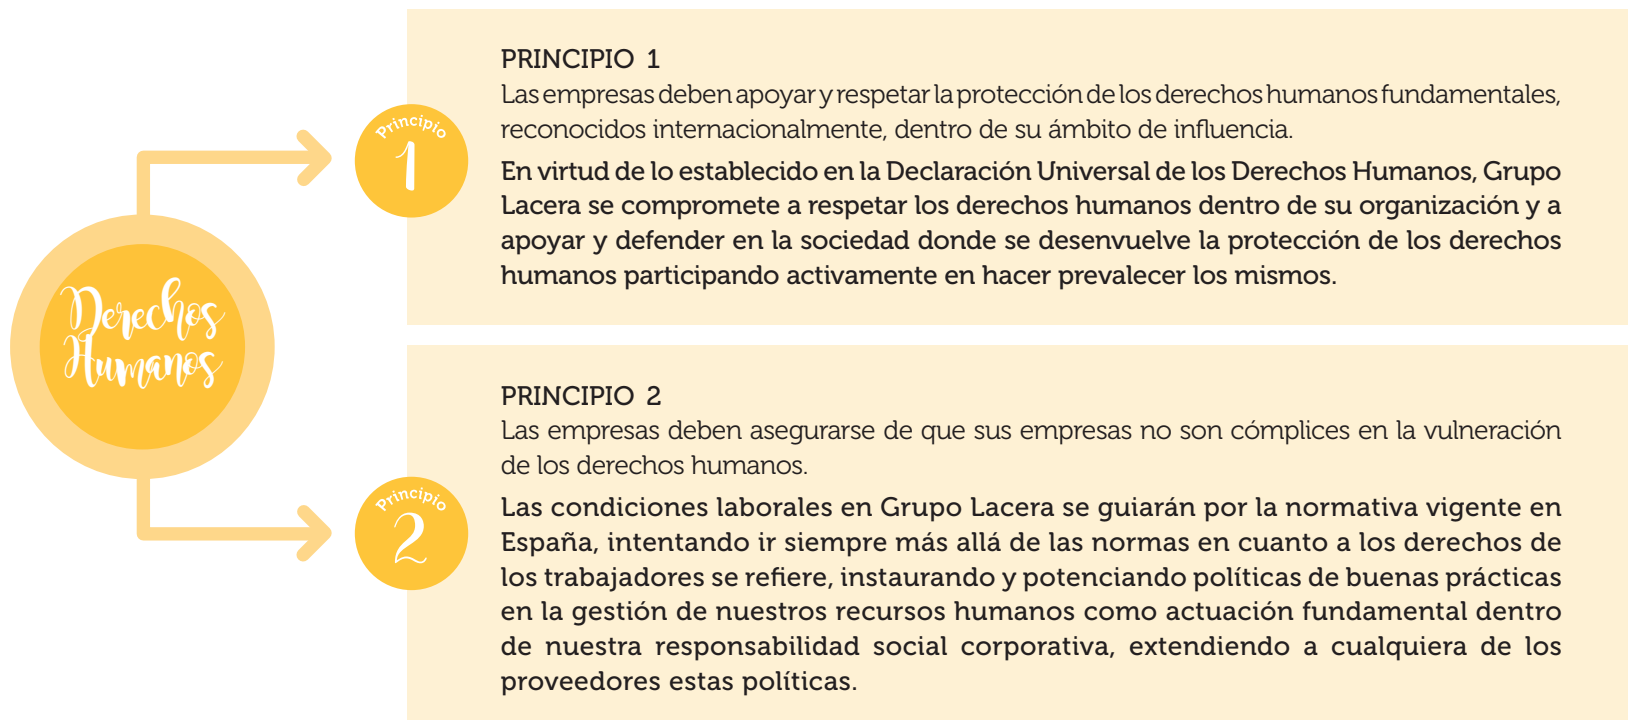 Derechos
Humanos
Principio
1
PRINCIPIO 1
Las empresas deben apoyar y respetar la protección de los derechos humanos fundamentales,
reconocidos internacionalmente, dentro de su ámbito de influencia.
En virtud de lo establecido en la Declaración Universal de los Derechos Humanos, Grupo
Lacera se compromete a respetar los derechos humanos dentro de su organización y a
apoyar y defender en la sociedad donde se desenvuelve la protección de los derechos
humanos participando activamente en hacer prevalecer los mismos.
Principio
2
PRINCIPIO 2
Las empresas deben asegurarse de que sus empresas no son cómplices en la vulneración
de los derechos humanos.
Las condiciones laborales en Grupo Lacera se guiarán por la normativa vigente en
España, intentando ir siempre más allá de las normas en cuanto a los derechos de
los trabajadores se refiere, instaurando y potenciando políticas de buenas prácticas
en la gestión de nuestros recursos humanos como actuación fundamental dentro
de nuestra responsabilidad social corporativa, extendiendo a cualquiera de los
proveedores estas políticas.